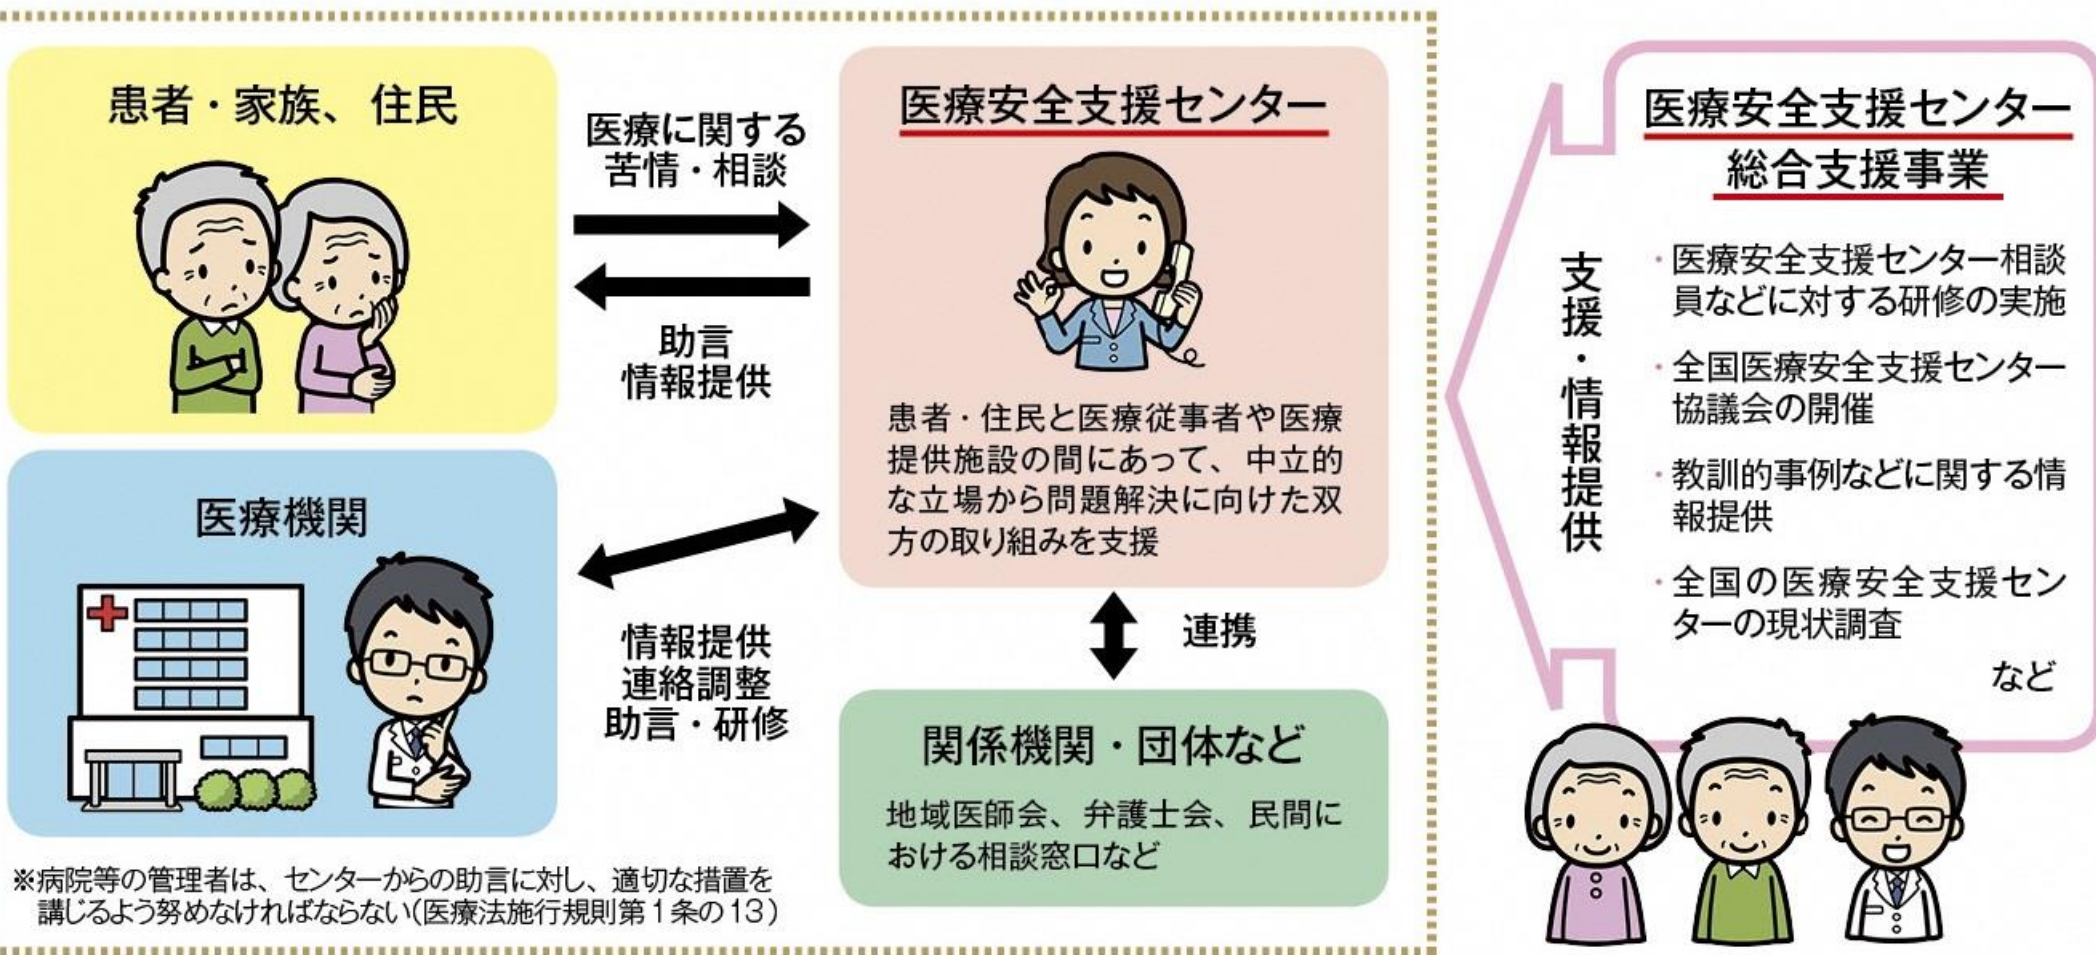 患者・家族、住民
医療に関する
苦情・相談
助言
情報提供
医療安全支援センター
患者・住民と医療従事者や医療
提供施設の間にあって、中立的
な立場から問題解決に向けた双
方の取り組みを支援
医療機関
情報提供
連絡調整
助言・研修
連携
関係機関・団体など
地域医師会、弁護士会、民間に
おける相談窓口など
※病院等の管理者は、センターからの助言に対し、適切な措置を
講じるよう努めなければならない(医療法施行規則第1条の13)
医療安全支援センター
総合支援事業
支援・情報提供
・医療安全支援センター相談
員などに対する研修の実施
・全国医療安全支援センター
協議会の開催
・教訓的事例などに関する情
報提供
・全国の医療安全支援セン
ターの現状調査
など